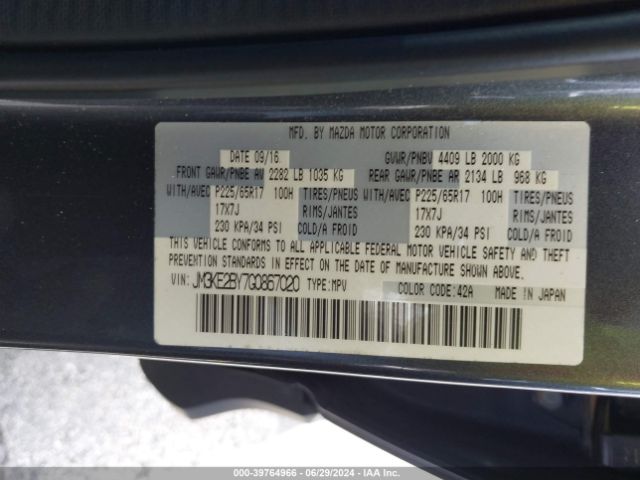 MFD. BY MAZDA MOTOR CORPORATION
DATE 09/16. GVWR/PNBV 4409 LB 2000 KG
FRONT GAWR/PNBE AV 2282 LB 1035 KG REAR GAWR/PNBE AR 2134 LB 968 KG
WITH/AVEC P225/65R17 100H TIRES/PNEUS WITH/AVEC P225/65R17 100H TIRES/PNEUS
17X7J RIMS/JANTES 17X7J RIMS/JANTES
230 KPA/34 PSI COLD/A FROID 230 KPA/34 PSI COLD/A FROID
THIS VEHICLE CONFORMS TO ALL APPLICABLE FEDERAL MOTOR VEHICLE SAFETY AND THEFT
PREVENTION STANDARDS IN EFFECT ON THE DATE OF MANUFACTURE SHOWN ABOVE.
VIN: JM3KE2BY7G0867020 TYPE:MPV COLOR CODE:42A MADE IN JAPAN
000-39764966 - 06/29/2024 - IAA Inc.